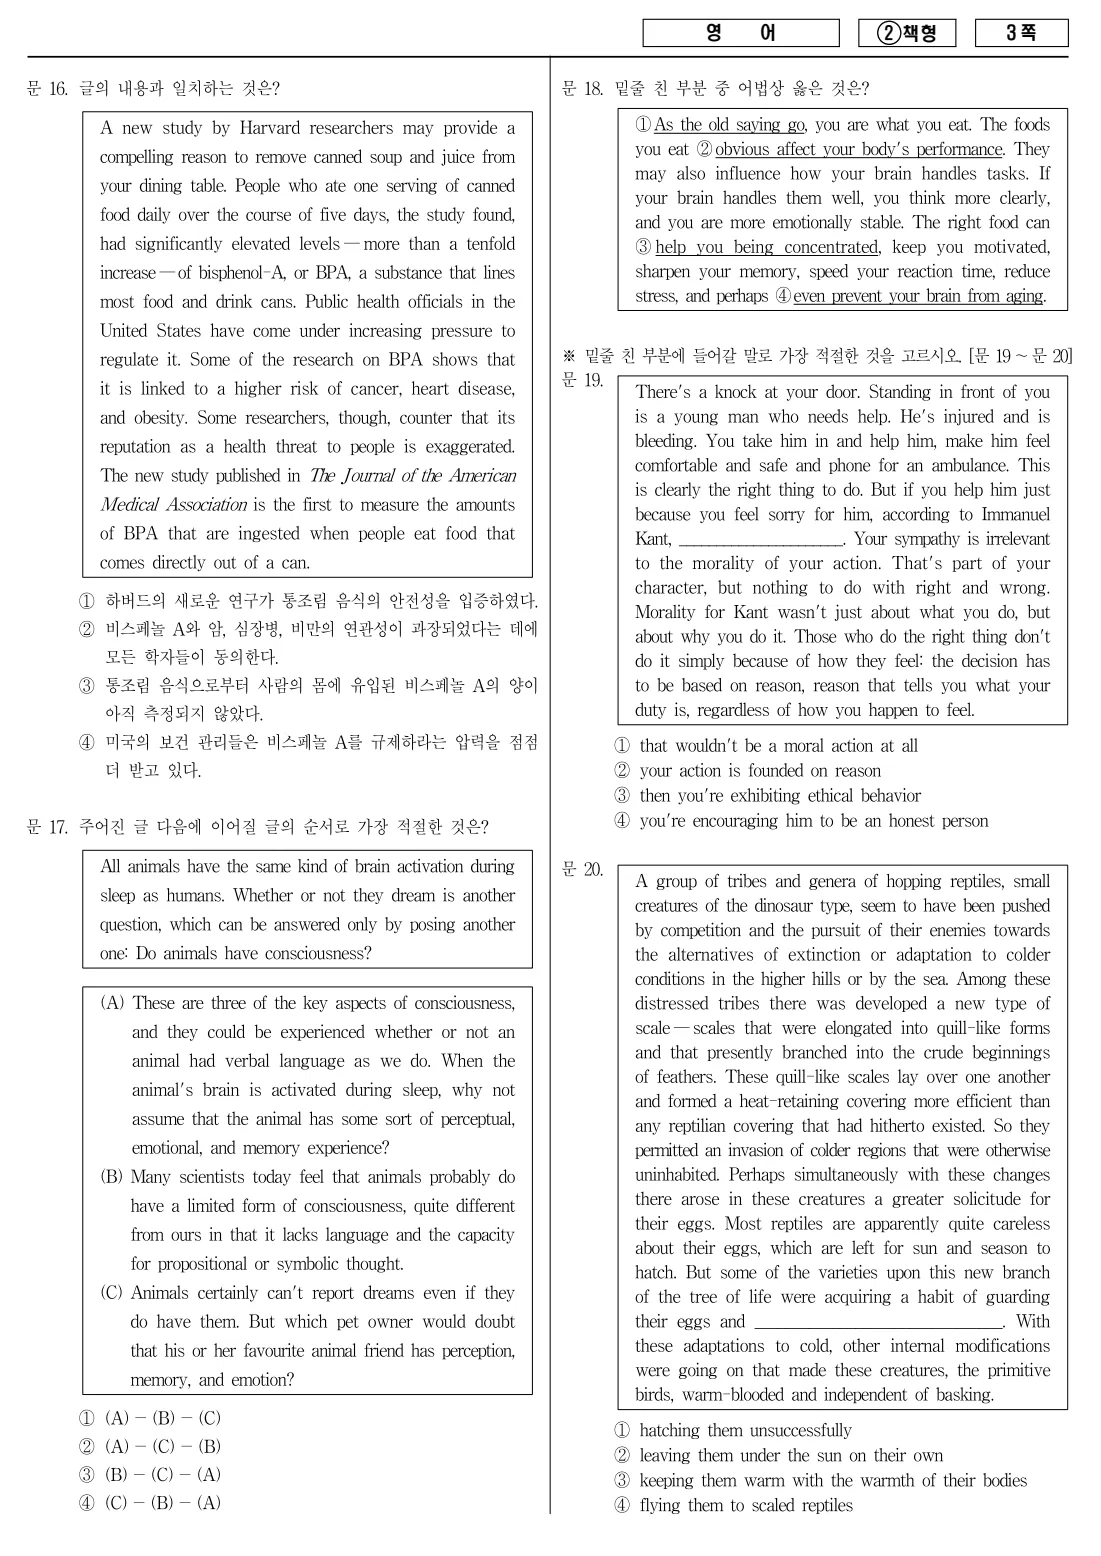 영 어
②책형
3 쪽
문 16. 글의 내용과 일치하는 것은?
A new study by Harvard researchers may provide a
compelling reason to remove canned soup and juice from
your dining table. People who ate one serving of canned
food daily over the course of five days, the study found,
had significantly elevated levels — more than a tenfold
increase — of bisphenol-A, or BPA, a substance that lines
most food and drink cans. Public health officials in the
United States have come under increasing pressure to
regulate it. Some of the research on BPA shows that
it is linked to a higher risk of cancer, heart disease,
and obesity. Some researchers, though, counter that its
reputation as a health threat to people is exaggerated.
The new study published in The Journal of the American
Medical Association is the first to measure the amounts
of BPA that are ingested when people eat food that
comes directly out of a can.
① 하버드의 새로운 연구가 통조림 음식의 안전성을 입증하였다.
② 비스페놀 A와 암, 심장병, 비만의 연관성이 과장되었다는 데에
모든 학자들이 동의한다.
③ 통조림 음식으로부터 사람의 몸에 유입된 비스페놀 A의 양이
아직 측정되지 않았다.
④ 미국의 보건 관리들은 비스페놀 A를 규제하라는 압력을 점점
더 받고 있다.
문 17. 주어진 글 다음에 이어질 글의 순서로 가장 적절한 것은?
All animals have the same kind of brain activation during
sleep as humans. Whether or not they dream is another
question, which can be answered only by posing another
one: Do animals have consciousness?
(A) These are three of the key aspects of consciousness,
and they could be experienced whether or not an
animal had verbal language as we do. When the
animal's brain is activated during sleep, why not
assume that the animal has some sort of perceptual,
emotional, and memory experience?
(B) Many scientists today feel that animals probably do
have a limited form of consciousness, quite different
from ours in that it lacks language and the capacity
for propositional or symbolic thought.
(C) Animals certainly can't report dreams even if they
do have them. But which pet owner would doubt
that his or her favourite animal friend has perception,
memory, and emotion?
① (A) - (B) - (C)
② (A) - (C) - (B)
③ (B) - (C) - (A)
④ (C) - (B) - (A)
문 18. 밑줄 친 부분 중 어법상 옳은 것은?
① As the old saying go, you are what you eat. The foods
you eat ② obvious affect your body's performance. They
may also influence how your brain handles tasks. If
your brain handles them well, you think more clearly,
and you are more emotionally stable. The right food can
③ help you being concentrated, keep you motivated,
sharpen your memory, speed your reaction time, reduce
stress, and perhaps ④ even prevent your brain from aging.
※ 밑줄 친 부분에 들어갈 말로 가장 적절한 것을 고르시오. [문 19 ~ 문 20]
문 19.
There's a knock at your door. Standing in front of you
is a young man who needs help. He's injured and is
bleeding. You take him in and help him, make him feel
comfortable and safe and phone for an ambulance. This
is clearly the right thing to do. But if you help him just
because you feel sorry for him, according to Immanuel
Kant, ______________________. Your sympathy is irrelevant
to the morality of your action. That's part of your
character, but nothing to do with right and wrong.
Morality for Kant wasn't just about what you do, but
about why you do it. Those who do the right thing don't
do it simply because of how they feel: the decision has
to be based on reason, reason that tells you what your
duty is, regardless of how you happen to feel.
① that wouldn't be a moral action at all
② your action is founded on reason
③ then you're exhibiting ethical behavior
④ you're encouraging him to be an honest person
문 20.
A group of tribes and genera of hopping reptiles, small
creatures of the dinosaur type, seem to have been pushed
by competition and the pursuit of their enemies towards
the alternatives of extinction or adaptation to colder
conditions in the higher hills or by the sea. Among these
distressed tribes there was developed a new type of
scale — scales that were elongated into quill-like forms
and that presently branched into the crude beginnings
of feathers. These quill-like scales lay over one another
and formed a heat-retaining covering more efficient than
any reptilian covering that had hitherto existed. So they
permitted an invasion of colder regions that were otherwise
uninhabited. Perhaps simultaneously with these changes
there arose in these creatures a greater solicitude for
their eggs. Most reptiles are apparently quite careless
about their eggs, which are left for sun and season to
hatch. But some of the varieties upon this new branch
of the tree of life were acquiring a habit of guarding
their eggs and ______________________________. With
these adaptations to cold, other internal modifications
were going on that made these creatures, the primitive
birds, warm-blooded and independent of basking.
① hatching them unsuccessfully
② leaving them under the sun on their own
③ keeping them warm with the warmth of their bodies
④ flying them to scaled reptiles